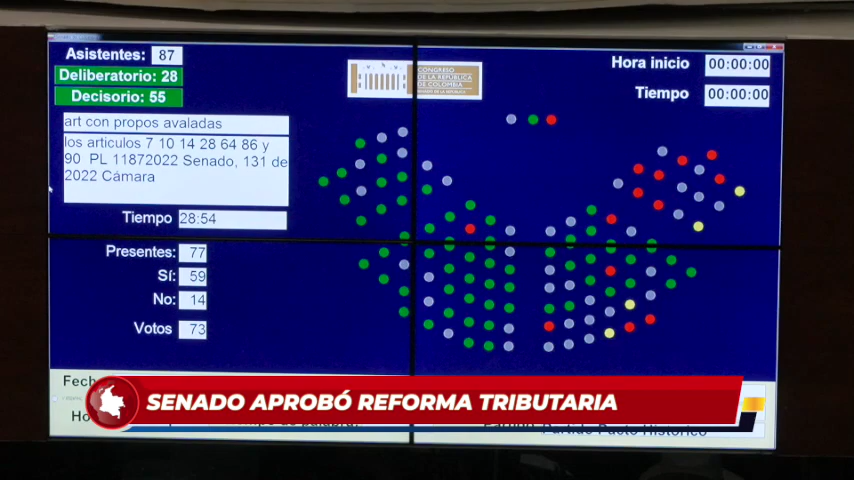 Asistentes: 87
Deliberatorio: 28
Decisorio: 55
CONGRESO
DE LA REPÚBLICA
DE COLOMBIA
Hora inicio 00:00:00
Tiempo 00:00:00
art con propos avaladas
los articulos 7 10 14 28 64 86 y
90 PL 11872022 Senado, 131 de
2022 Cámara
Tiempo 28:54
Presentes: 77
Sí: 59
No: 14
Votos 73
Fech
SENADO APROBÓ REFORMA TRIBUTARIA
Ho
Partido Pacto Histórico